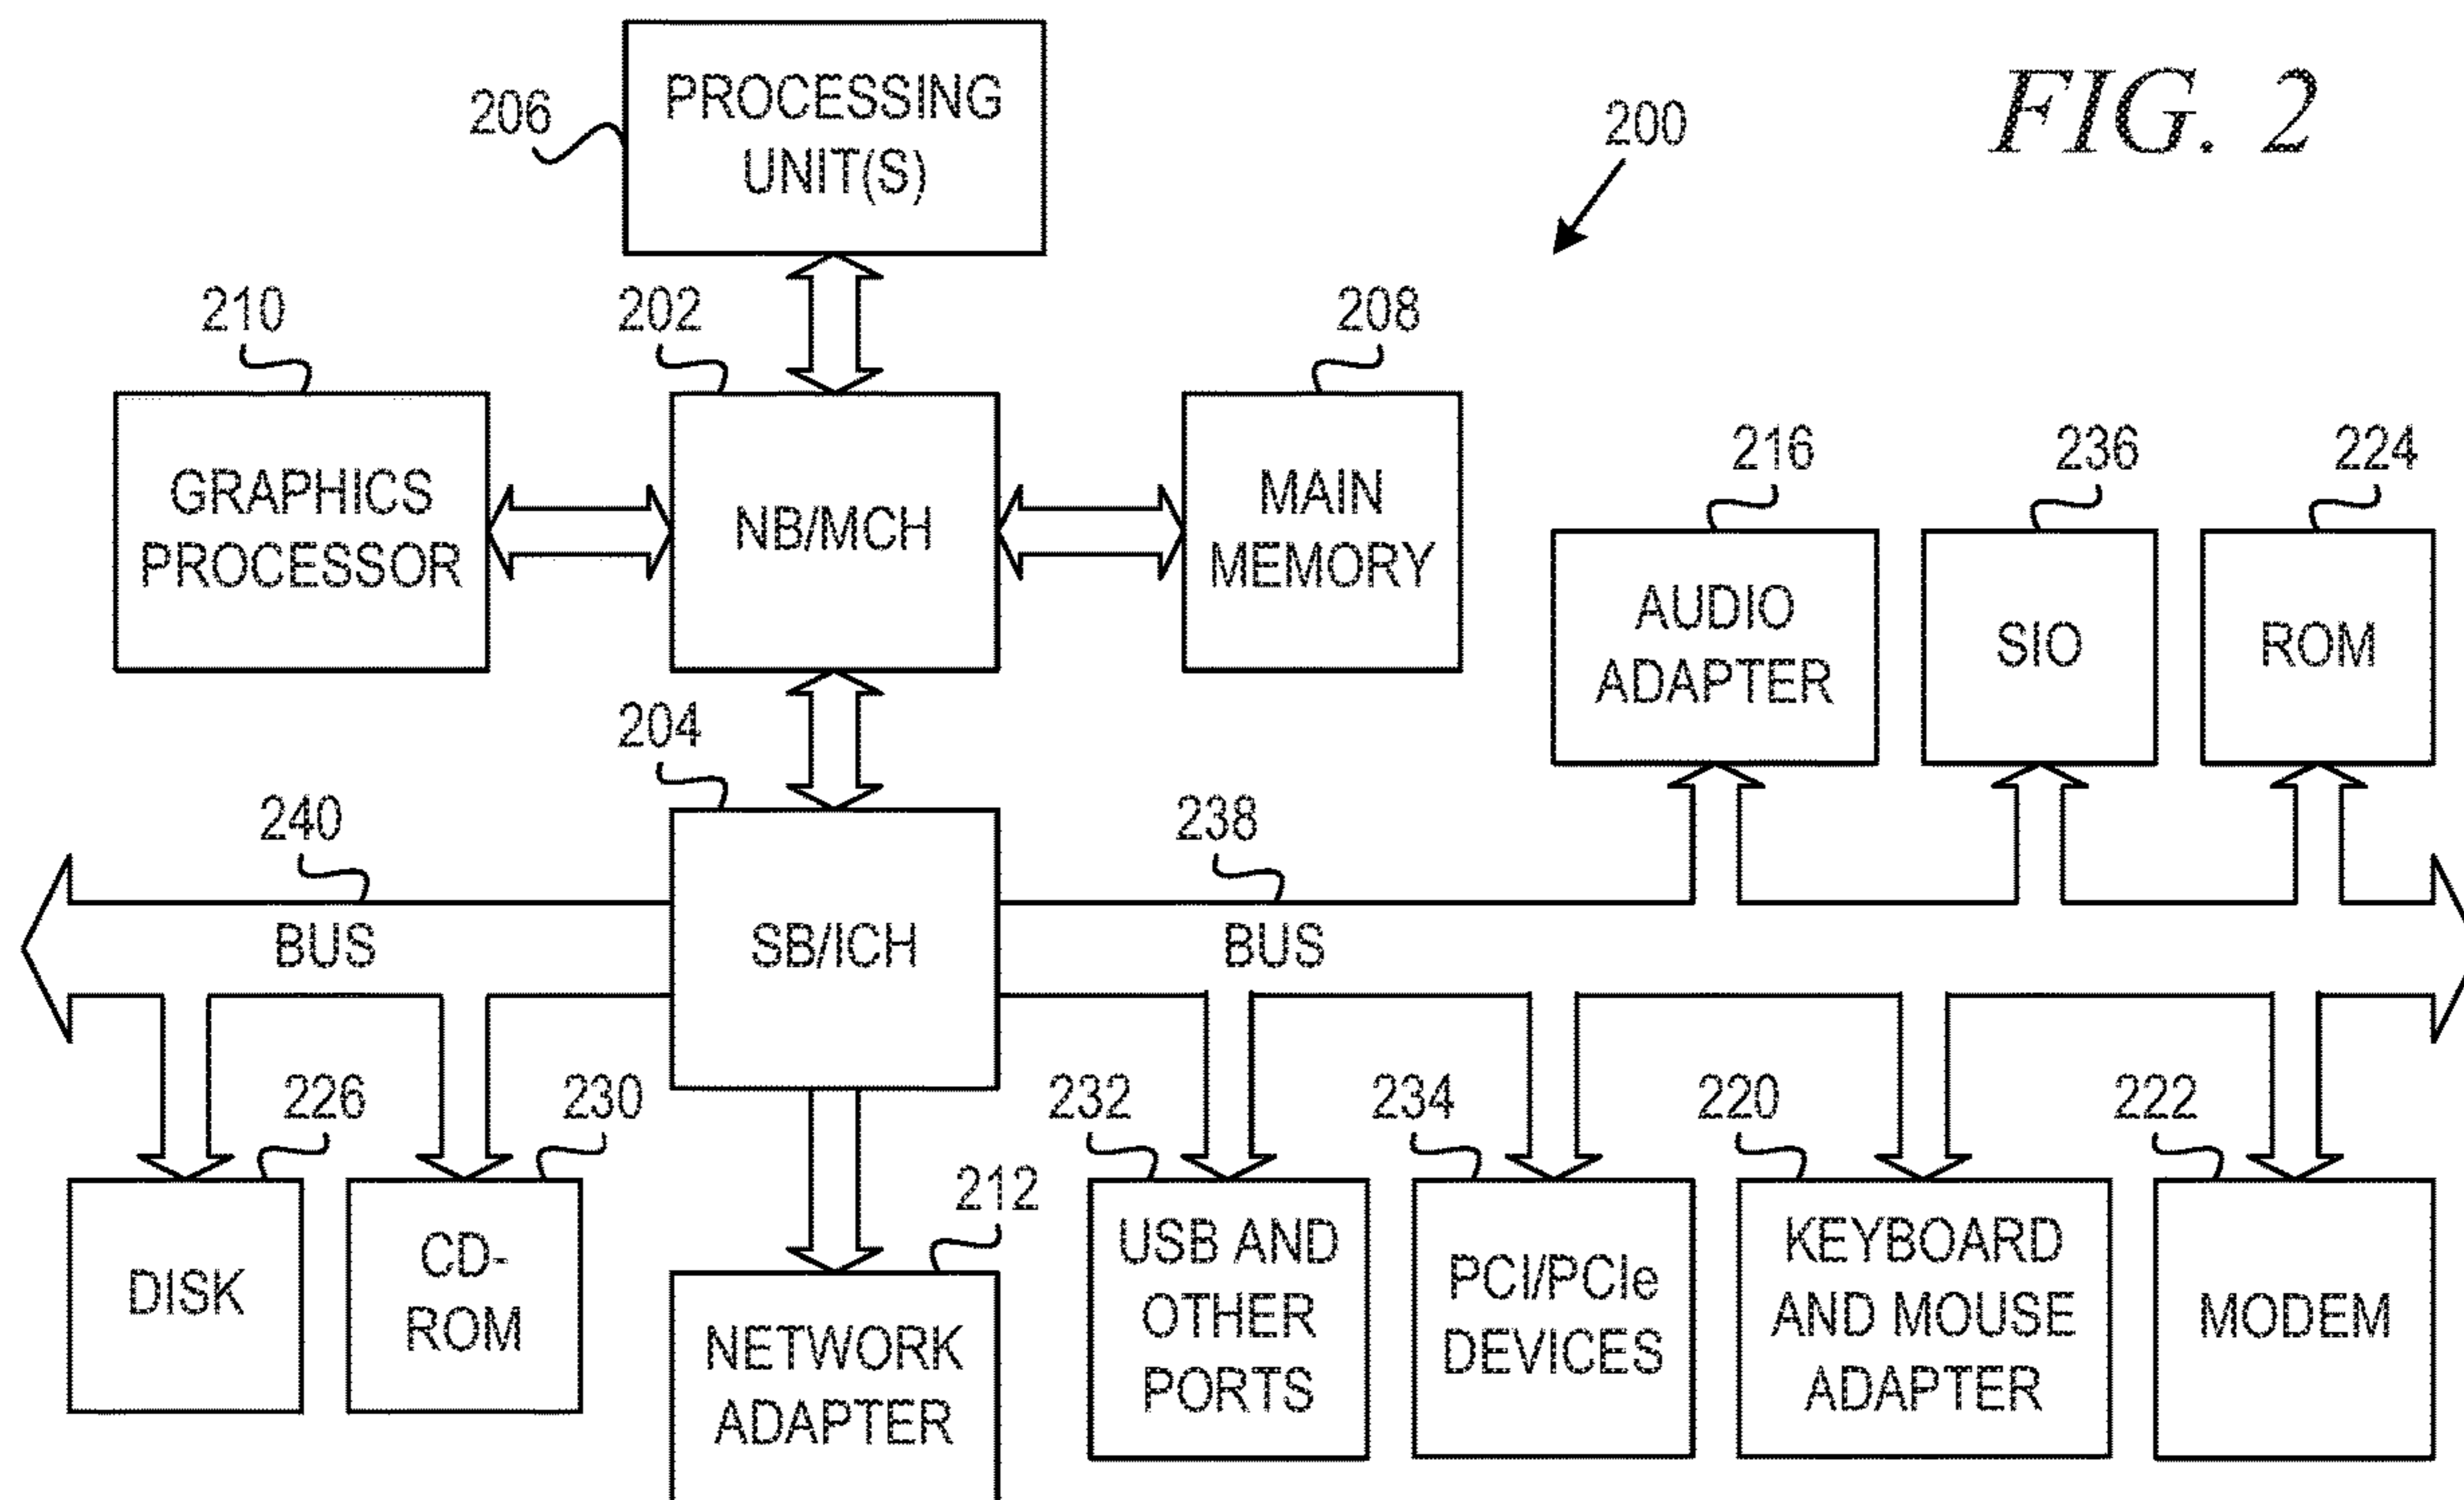 FIG. 2
200
206
PROCESSING
UNIT(S)
210
202
208
GRAPHICS
PROCESSOR
NB/MCH
MAIN
MEMORY
216
236
224
AUDIO
ADAPTER
SIO
ROM
204
240
238
BUS
SB/ICH
BUS
226
230
232
234
220
222
212
DISK
CD-
ROM
NETWORK
ADAPTER
USB AND
OTHER
PORTS
PCI/PCIe
DEVICES
KEYBOARD
AND MOUSE
ADAPTER
MODEM